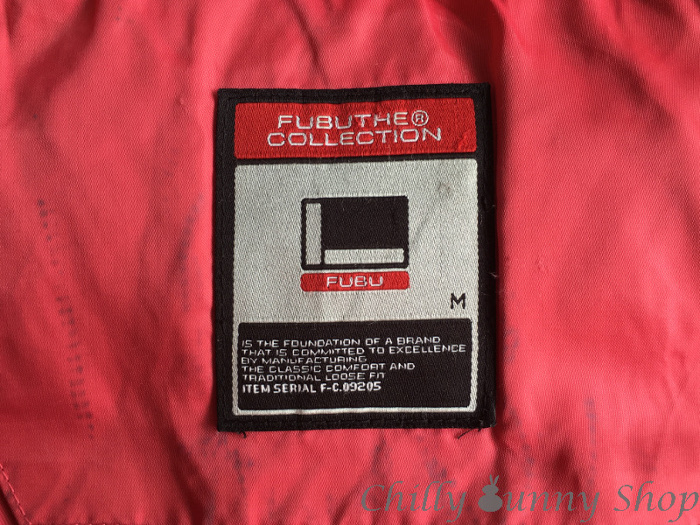 FUBUTHE®
COLLECTION
FUBU
M
IS THE FOUNDATION OF A BRAND
THAT IS COMMITTED TO EXCELLENCE
BY MANUFACTURING
THE CLASSIC COMFORT AND
TRADITIONAL LOOSE FIT
ITEM SERIAL F-C.09205
Chilly Bunny Shop